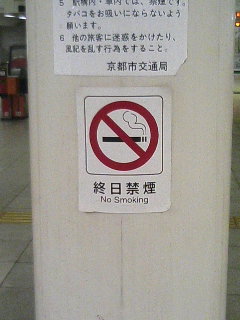 5 駅構内・車内では、禁煙です。
タバコをお吸いにならないよう
願います。
6 他の旅客に迷惑をかけたり、
風紀を乱す行為をすること。
京都市交通局
終日禁煙
No Smoking